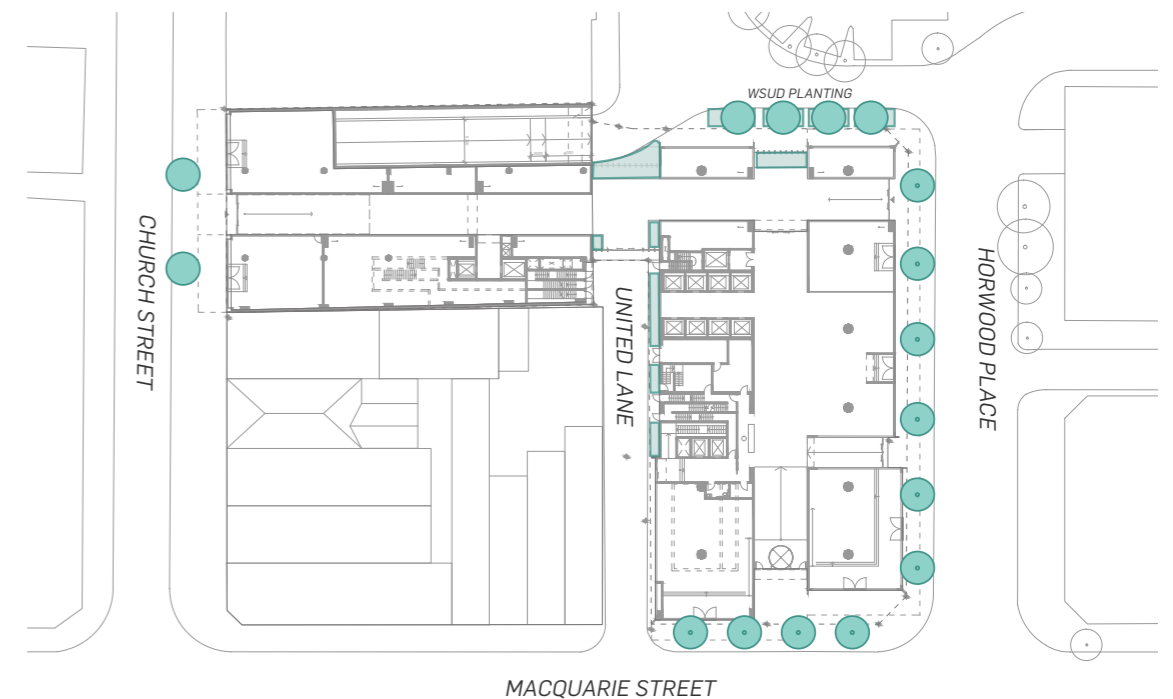 WSUD PLANTING
CHURCH STREET
UNITED LANE
HORWOOD PLACE
MACQUARIE STREET